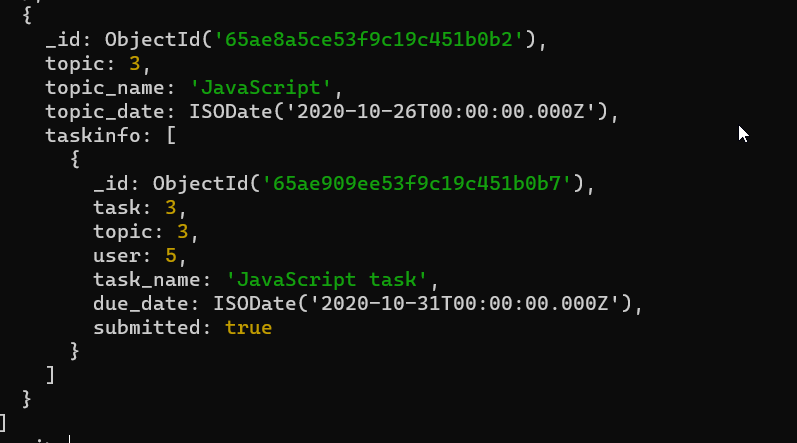 {
_id: ObjectId('65ae8a5ce53f9c19c451b0b2'),
topic: 3,
topic_name: 'JavaScript',
topic_date: ISODate('2020-10-26T00:00:00.000Z'),
taskinfo: [
{
_id: ObjectId('65ae909ee53f9c19c451b0b7'),
task: 3,
topic: 3,
user: 5,
task_name: 'JavaScript task',
due_date: ISODate('2020-10-31T00:00:00.000Z'),
submitted: true
}
]
}
]